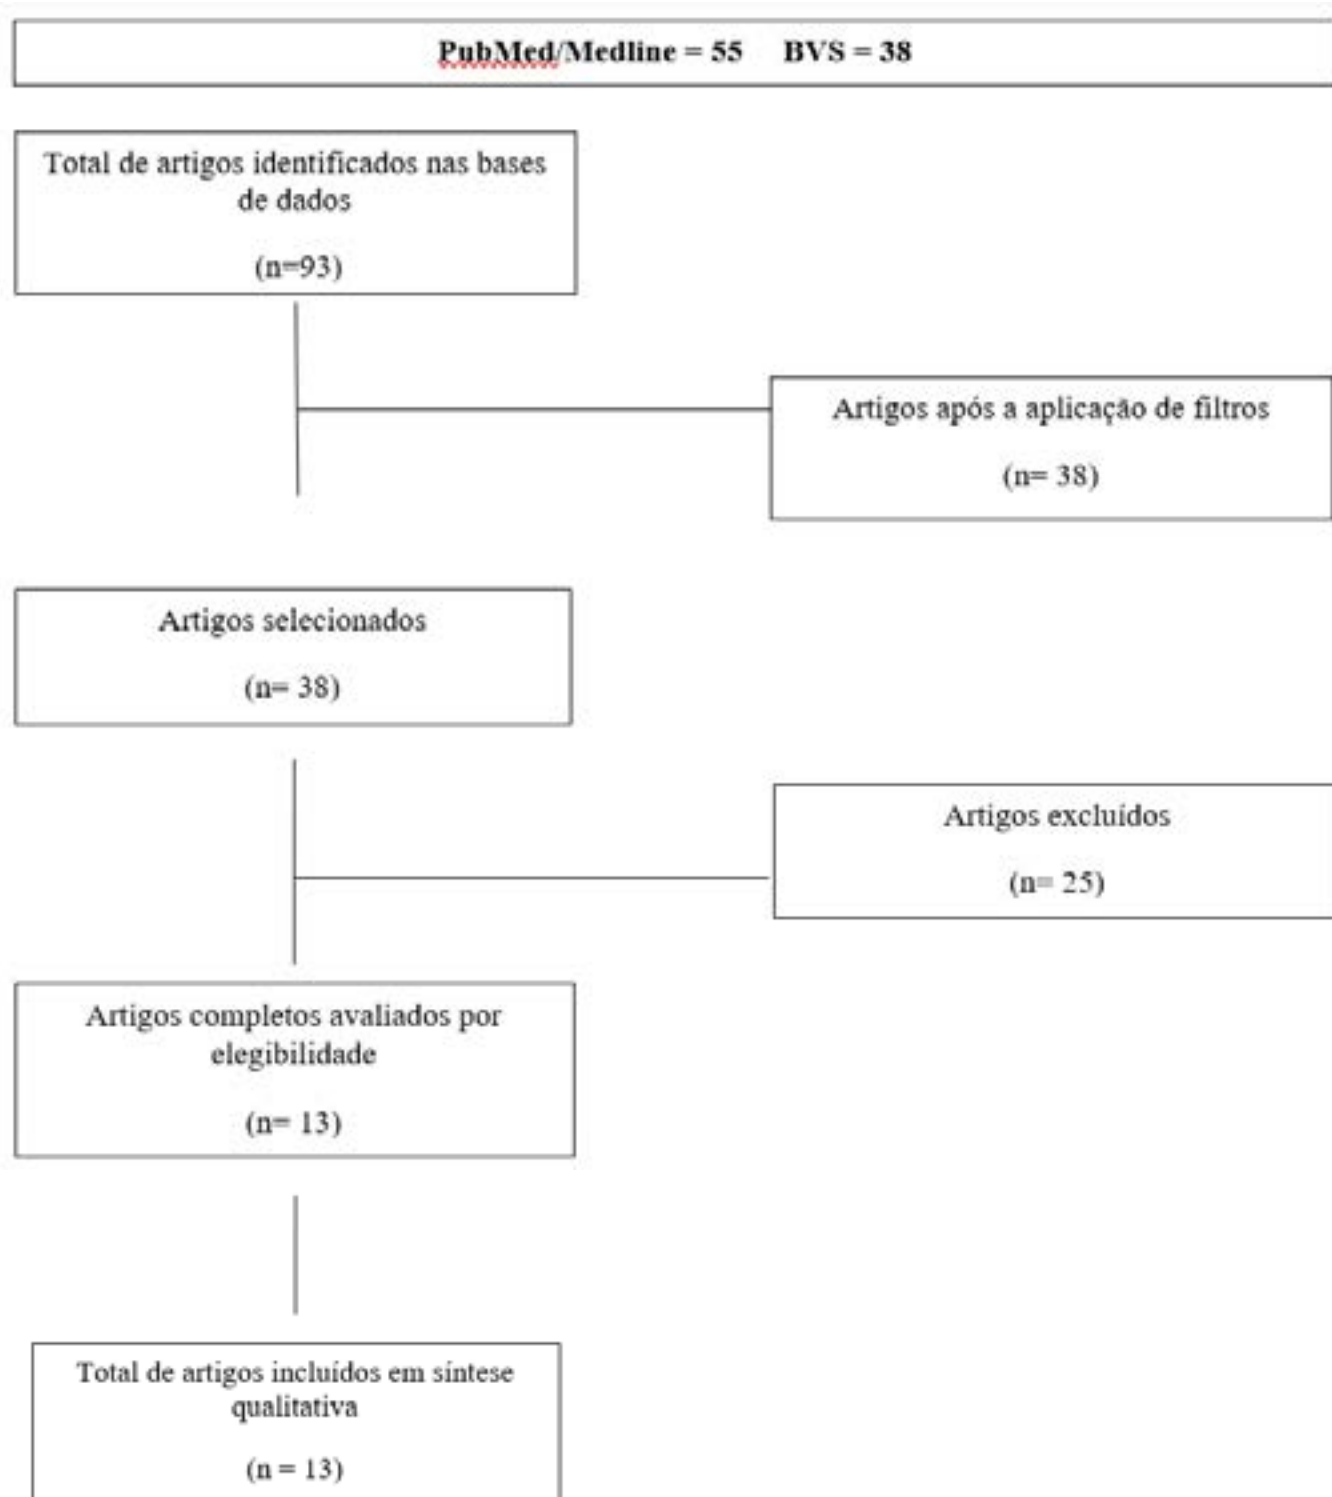 PubMed/Medline = 55 BVS = 38
Total de artigos identificados nas bases
de dados
(n=93)
Artigos após a aplicação de filtros
(n= 38)
Artigos selecionados
(n= 38)
Artigos excluídos
(n= 25)
Artigos completos avaliados por
elegibilidade
(n= 13)
Total de artigos incluídos em síntese
qualitativa
(n = 13)